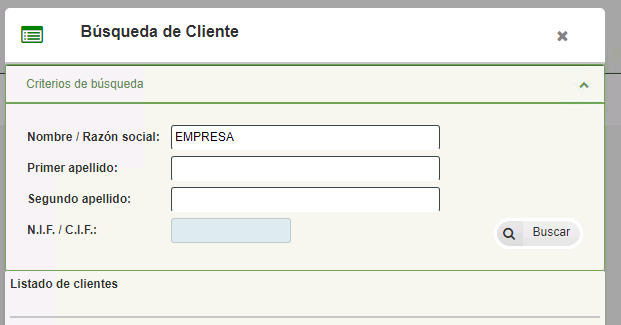 Búsqueda de Cliente
Criterios de búsqueda
Nombre / Razón social: EMPRESA
Primer apellido:
Segundo apellido:
N.I.F. / C.I.F.:
Buscar
Listado de clientes